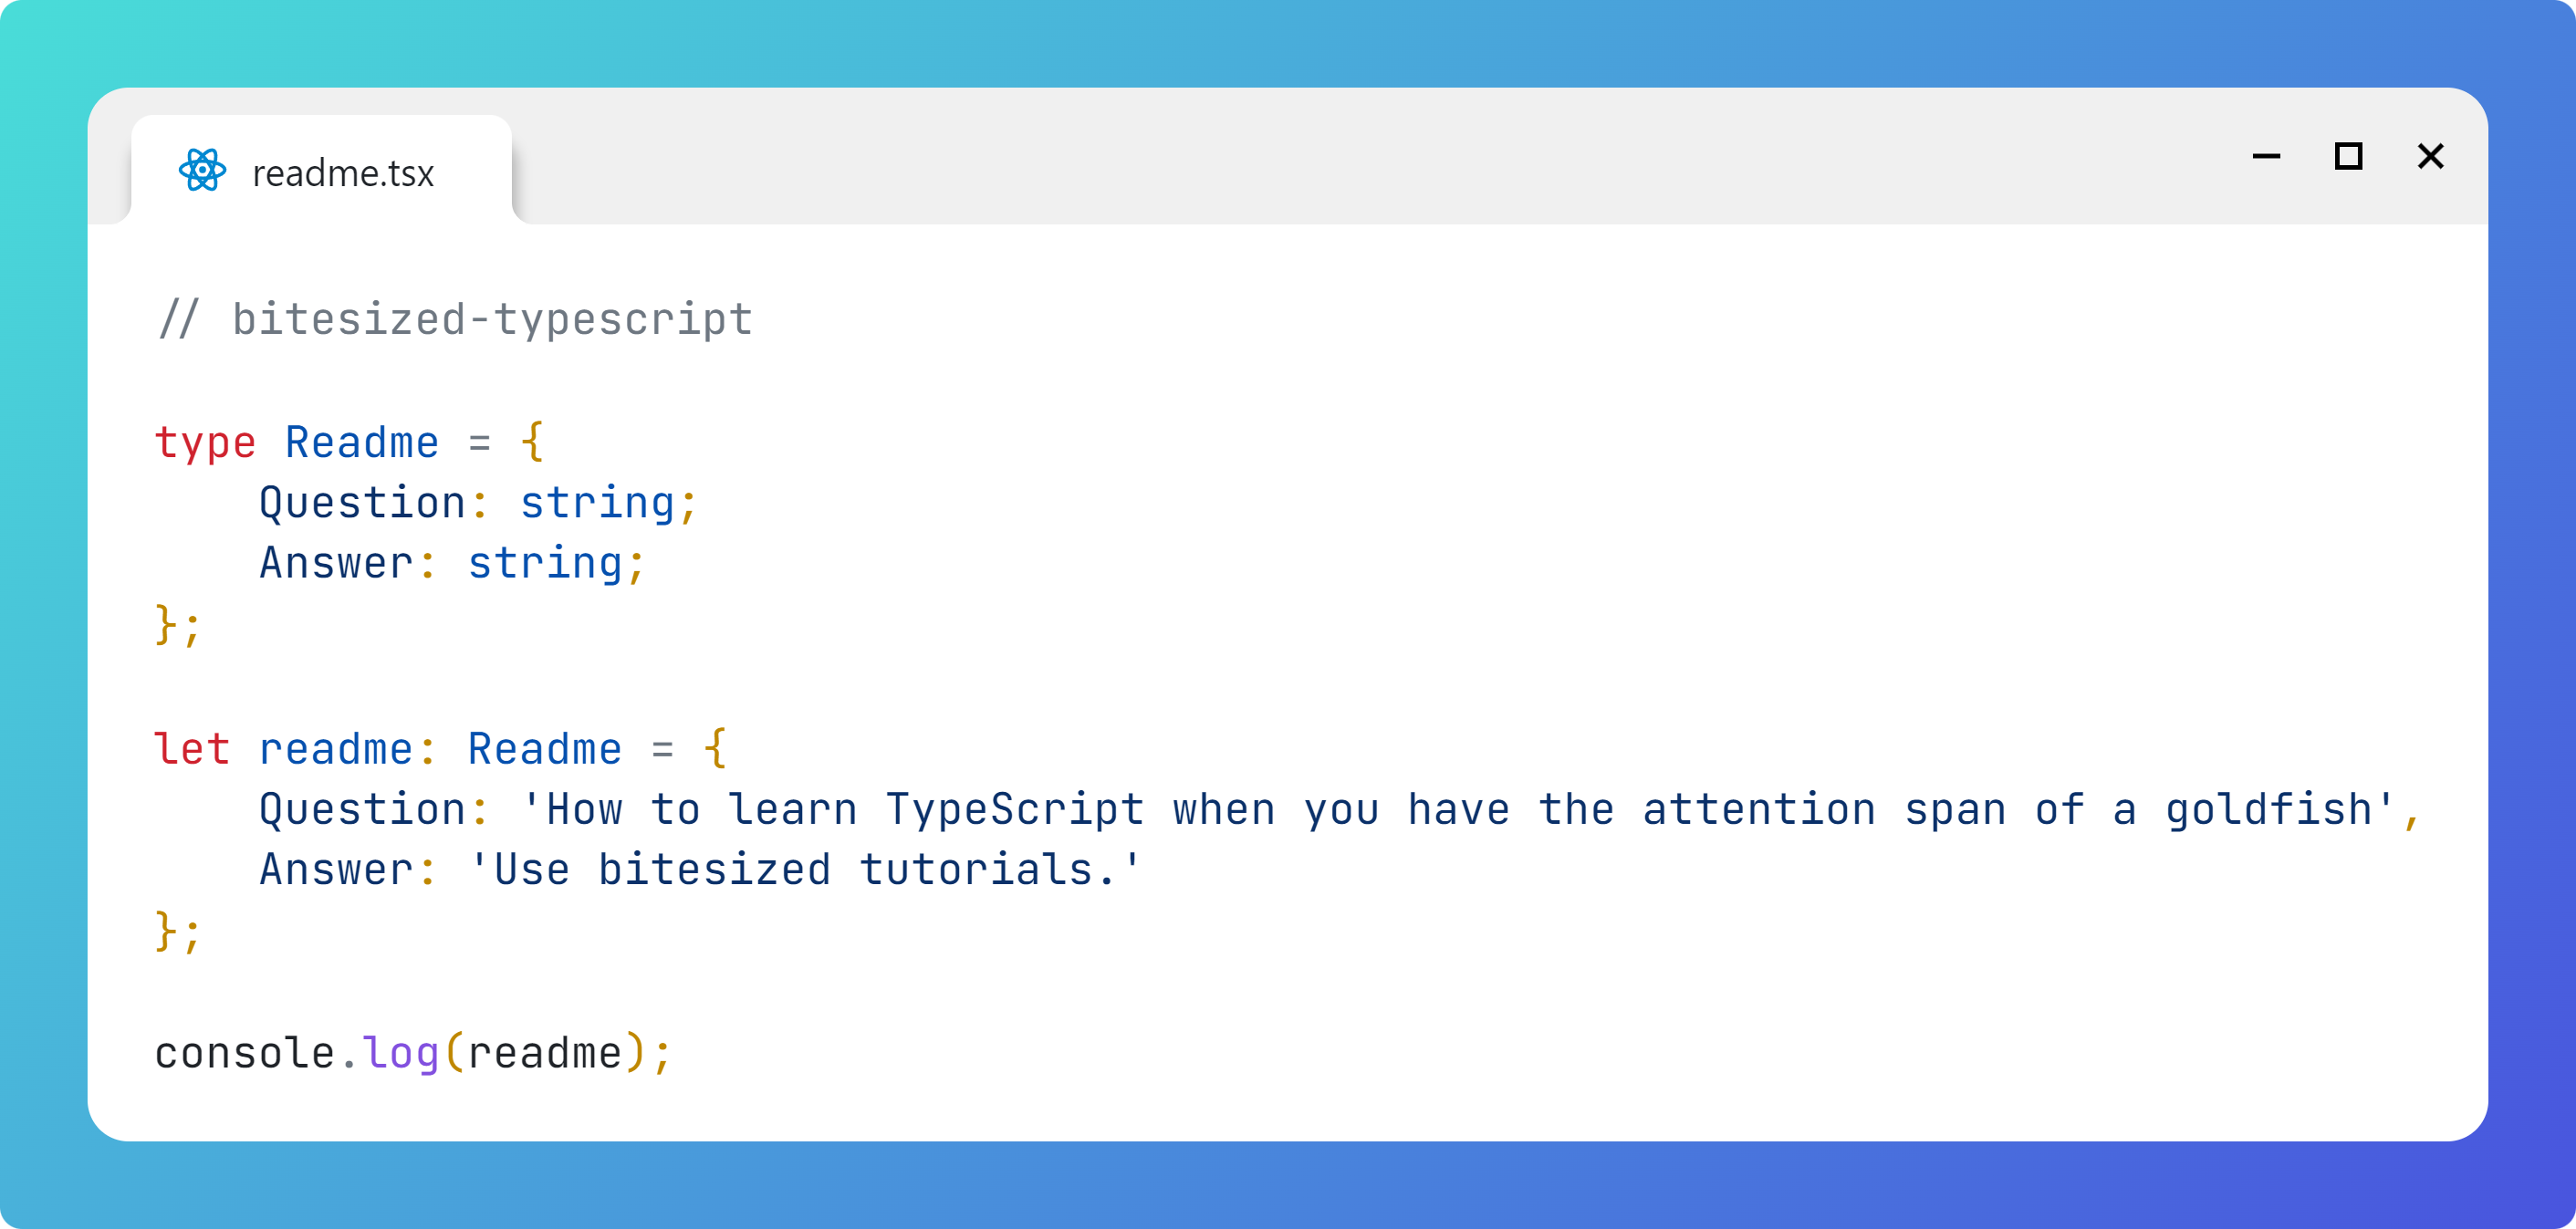 readme.tsx
// bitesized-typescript
type Readme = {
    Question: string;
    Answer: string;
};
let readme: Readme = {
    Question: 'How to learn TypeScript when you have the attention span of a goldfish',
    Answer: 'Use bitesized tutorials.'
};
console.log(readme);